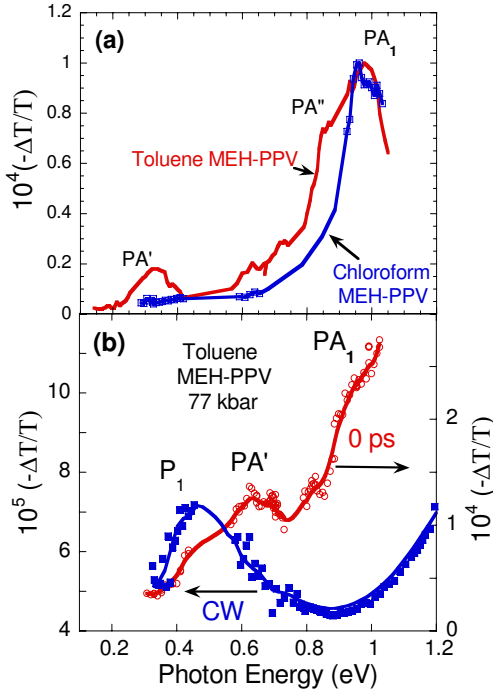 (a)
PA1
PA"
Toluene MEH-PPV
PA'
Chloroform
MEH-PPV
10^4(-ΔT/T)
1
0.8
0.6
0.4
0.2
0
(b)
Toluene
MEH-PPV
77 kbar
PA1
0 ps
P1
PA'
CW
10^5 (-ΔT/T)
10
8
6
4
10^4 (-ΔT/T)
2
1
0
0.2 0.4 0.6 0.8 1 1.2
Photon Energy (eV)